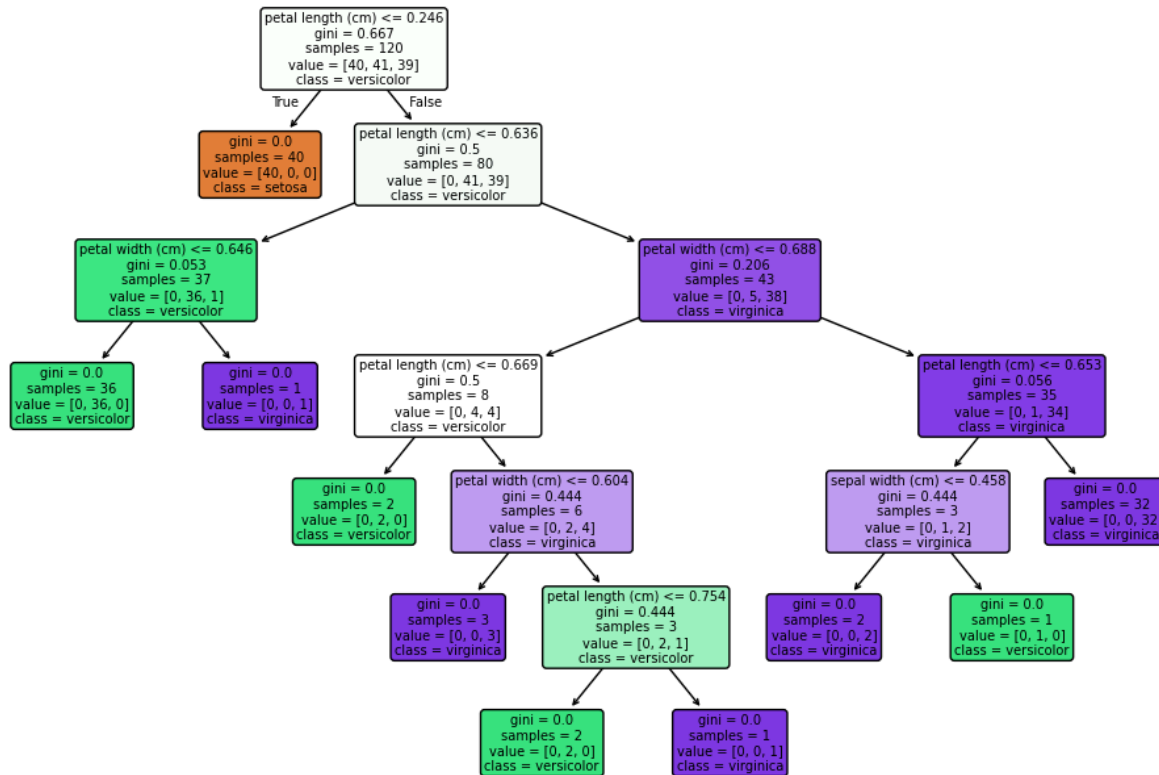 petal length (cm) <= 0.246
gini = 0.667
samples = 120
value = [40, 41, 39]
class = versicolor
True
False
gini = 0.0
samples = 40
value = [40, 0, 0]
class = setosa
petal length (cm) <= 0.636
gini = 0.5
samples = 80
value = [0, 41, 39]
class = versicolor
petal width (cm) <= 0.646
gini = 0.053
samples = 37
value = [0, 36, 1]
class = versicolor
petal width (cm) <= 0.688
gini = 0.206
samples = 43
value = [0, 5, 38]
class = virginica
gini = 0.0
samples = 36
value = [0, 36, 0]
class = versicolor
gini = 0.0
samples = 1
value = [0, 0, 1]
class = virginica
petal length (cm) <= 0.669
gini = 0.5
samples = 8
value = [0, 4, 4]
class = versicolor
petal length (cm) <= 0.653
gini = 0.056
samples = 35
value = [0, 1, 34]
class = virginica
gini = 0.0
samples = 2
value = [0, 2, 0]
class = versicolor
petal width (cm) <= 0.604
gini = 0.444
samples = 6
value = [0, 2, 4]
class = virginica
sepal width (cm) <= 0.458
gini = 0.444
samples = 3
value = [0, 1, 2]
class = virginica
gini = 0.0
samples = 32
value = [0, 0, 32]
class = virginica
gini = 0.0
samples = 3
value = [0, 0, 3]
class = virginica
petal length (cm) <= 0.754
gini = 0.444
samples = 3
value = [0, 2, 1]
class = versicolor
gini = 0.0
samples = 2
value = [0, 0, 2]
class = virginica
gini = 0.0
samples = 1
value = [0, 1, 0]
class = versicolor
gini = 0.0
samples = 2
value = [0, 2, 0]
class = versicolor
gini = 0.0
samples = 1
value = [0, 0, 1]
class = virginica